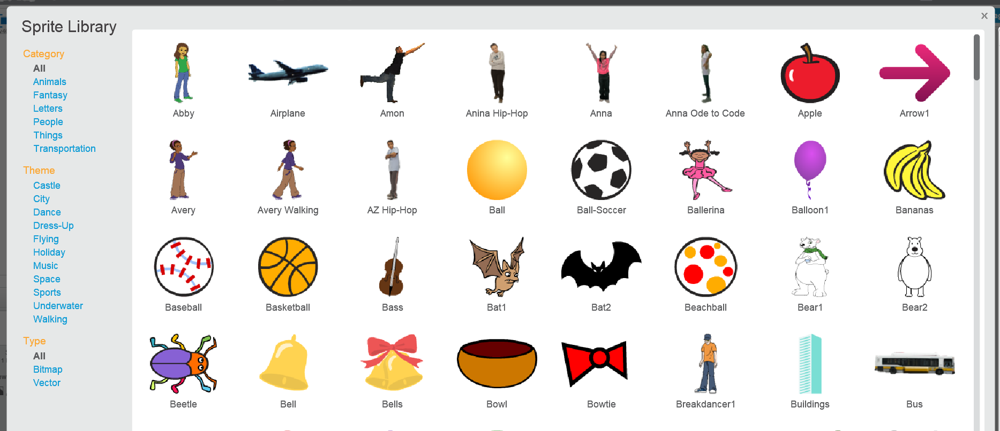 Sprite Library
Category
All
Animals
Fantasy
Letters
People
Things
Transportation
Theme
Castle
City
Dance
Dress-Up
Flying
Holiday
Music
Space
Sports
Underwater
Walking
Type
All
Bitmap
Vector
Abby
Airplane
Amon
Anina Hip-Hop
Anna
Anna Ode to Code
Apple
Arrow1
Avery
Avery Walking
AZ Hip-Hop
Ball
Ball-Soccer
Ballerina
Balloon1
Bananas
Baseball
Basketball
Bass
Bat1
Bat2
Beachball
Bear1
Bear2
Beetle
Bell
Bells
Bowl
Bowtie
Breakdancer1
Buildings
Bus